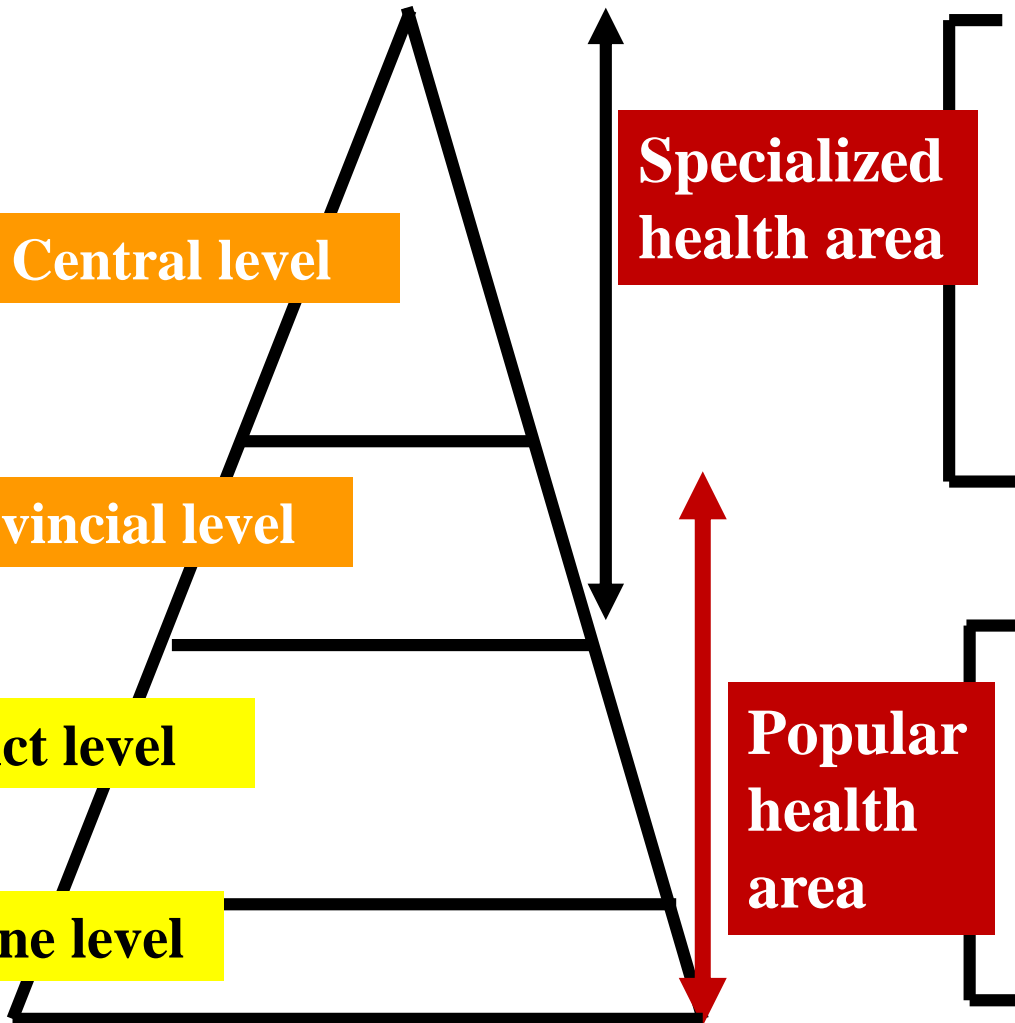 Specialized
health area
Central level
vincial level
ct level
Popular
health
area
ne level